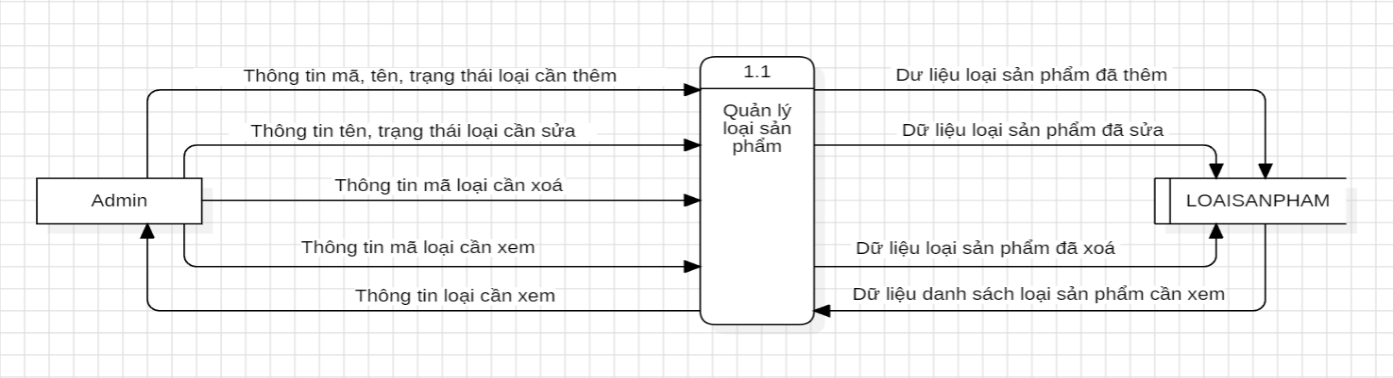 Thông tin mã, tên, trạng thái loại cần thêm
1.1
Dư liệu loại sản phẩm đã thêm
Quản lý
loại sản
phẩm
Thông tin tên, trạng thái loại cần sửa
Dữ liệu loại sản phẩm đã sửa
Thông tin mã loại cần xoá
Admin
LOAISANPHAM
Thông tin mã loại cần xem
Dữ liệu loại sản phẩm đã xoá
Thông tin loại cần xem
Dữ liệu danh sách loại sản phẩm cần xem